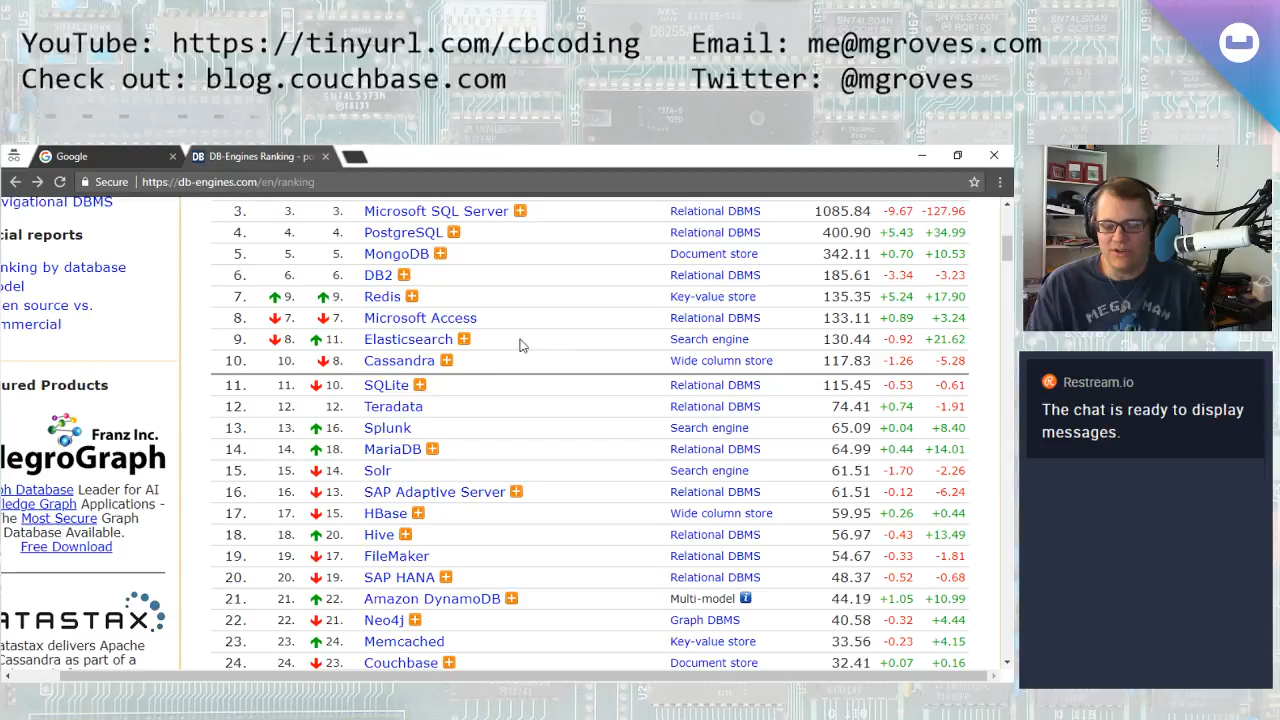 YouTube: https://tinyurl.com/cbcoding Email: me@mgroves.com
Check out: blog.couchbase.com Twitter: @mgroves
Google
DB DB-Engines Ranking - po
Secure https://db-engines.com/en/ranking
avigational DBMS
cial reports
nking by database
odel
en source vs.
mmercial
ured Products
Franz Inc.
legroGraph
ph Database Leader for AI
ledge Graph Applications -
The Most Secure Graph
Database Available.
Free Download
ATASTAX
atastax delivers Apache
Cassandra as part of a
3. 3. 3. Microsoft SQL Server Relational DBMS 1085.84 -9.67 -127.96
4. 4. 4. PostgreSQL Relational DBMS 400.90 +5.43 +34.99
5. 5. 5. MongoDB Document store 342.11 +0.70 +10.53
6. 6. 6. DB2 Relational DBMS 185.61 -3.34 -3.23
7. 9. 9. Redis Key-value store 135.35 +5.24 +17.90
8. 7. 7. Microsoft Access Relational DBMS 133.11 +0.89 +3.24
9. 8. 11. Elasticsearch Search engine 130.44 -0.92 +21.62
10. 10. 8. Cassandra Wide column store 117.83 -1.26 -5.28
11. 11. 10. SQLite Relational DBMS 115.45 -0.53 -0.61
12. 12. 12. Teradata Relational DBMS 74.41 +0.74 -1.91
13. 13. 16. Splunk Search engine 65.09 +0.04 +8.40
14. 14. 18. MariaDB Relational DBMS 64.99 +0.44 +14.01
15. 15. 14. Solr Search engine 61.51 -1.70 -2.26
16. 16. 13. SAP Adaptive Server Relational DBMS 61.51 -0.12 -6.24
17. 17. 15. HBase Wide column store 59.95 +0.26 +0.44
18. 18. 20. Hive Relational DBMS 56.97 -0.43 +13.49
19. 19. 17. FileMaker Relational DBMS 54.67 -0.33 -1.81
20. 20. 19. SAP HANA Relational DBMS 48.37 -0.52 -0.68
21. 21. 22. Amazon DynamoDB Multi-model 44.19 +1.05 +10.99
22. 22. 21. Neo4j Graph DBMS 40.58 -0.32 +4.44
23. 23. 24. Memcached Key-value store 33.56 -0.23 +4.15
24. 24. 23. Couchbase Document store 32.41 +0.07 +0.16
MEGA MAN
Restream.io
The chat is ready to display
messages.